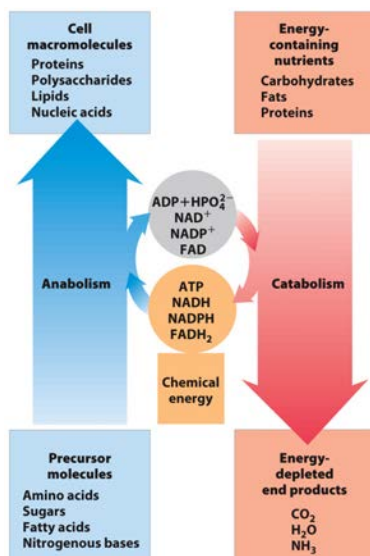 Cell
macromolecules
Proteins
Polysaccharides
Lipids
Nucleic acids
Energy-
containing
nutrients
Carbohydrates
Fats
Proteins
ADP+HPO₄²⁻
NAD⁺
NADP⁺
FAD
Anabolism
ATP
NADH
NADPH
FADH₂
Catabolism
Chemical
energy
Precursor
molecules
Amino acids
Sugars
Fatty acids
Nitrogenous bases
Energy-
depleted
end products
CO₂
H₂O
NH₃